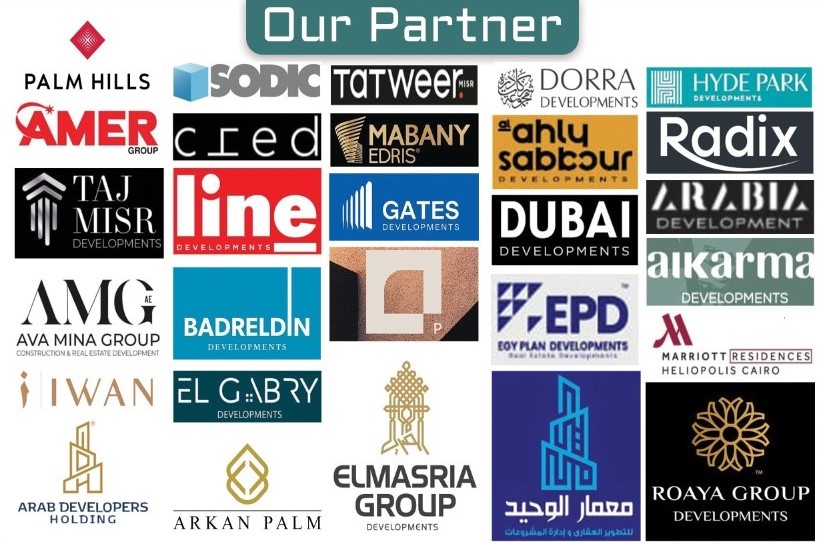 Our Partner
PALM HILLS
SODIC
TATWEER MISR
DORRA
DEVELOPMENTS
HYDE PARK
DEVELOPMENTS
AMER
GROUP
cred
MABANY
EDRIS
al ahly
sabbour
DEVELOPMENTS
Radix
TAJ
MISR
DEVELOPMENTS
line
DEVELOPMENTS
GATES
DEVELOPMENTS
DUBAI
DEVELOPMENTS
ARABIA
DEVELOPMENT
alkarma
DEVELOPMENTS
AMG AE
AVA MINA GROUP
CONSTRUCTION & REAL ESTATE DEVELOPMENT
BADRELDIN
DEVELOPMENTS
P
EPD ™
EGY PLAN DEVELOPMENTS
Real Estate Developments
MARRIOTT RESIDENCES
HELIOPOLIS CAIRO
IWAN
EL GABRY
DEVELOPMENTS
ARAB DEVELOPERS
HOLDING
ARKAN PALM
ELMASRIA
GROUP
DEVELOPMENTS
معمار الوحيد
للتطوير العقارى و إدارة المشروعات
™
ROAYA GROUP
DEVELOPMENTS